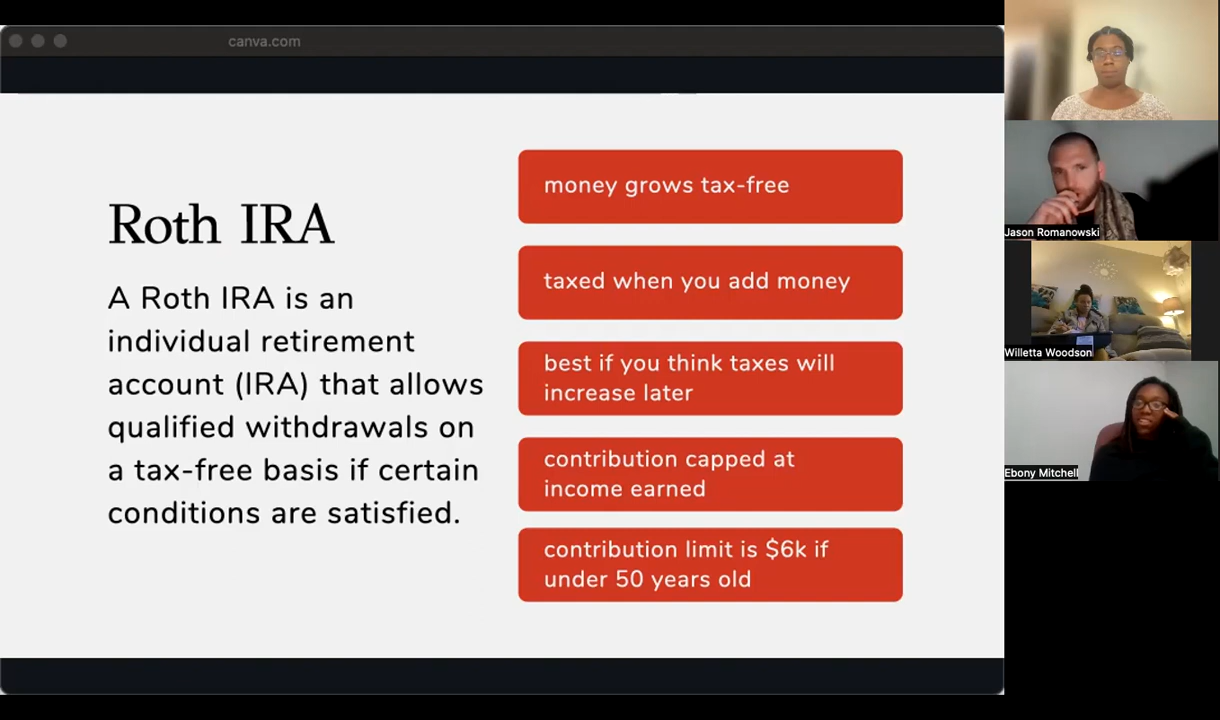 canva.com
Roth IRA
A Roth IRA is an
individual retirement
account (IRA) that allows
qualified withdrawals on
a tax-free basis if certain
conditions are satisfied.
money grows tax-free
taxed when you add money
best if you think taxes will
increase later
contribution capped at
income earned
contribution limit is $6k if
under 50 years old
Jason Romanowski
Willetta Woodson
Ebony Mitchell